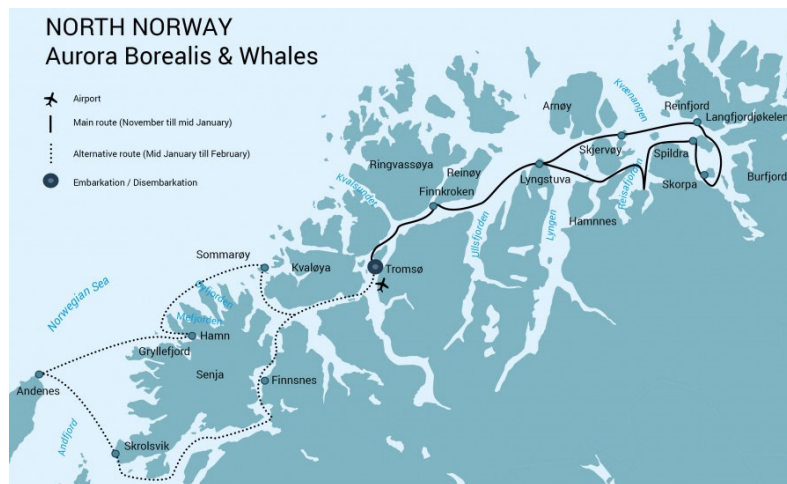 NORTH NORWAY
Aurora Borealis & Whales
Airport
Main route (November till mid January)
Alternative route (Mid January till February)
Embarkation / Disembarkation
Kvænangen
Arnøy
Reinfjord
Langfjordjøkelen
Skjervøy
Spildra
Ringvassøya
Reinøy
Lyngstuva
Skorpa
Burfjord
Finnkroken
Kvalsundet
Reisafjorden
Hamnnes
Ullsfjorden
Lyngen
Sommarøy
Kvaløya
Tromsø
Norwegian Sea
Mefjorden
Hamn
Gryllefjord
Senja
Finnsnes
Andenes
Andfjord
Skrolsvik